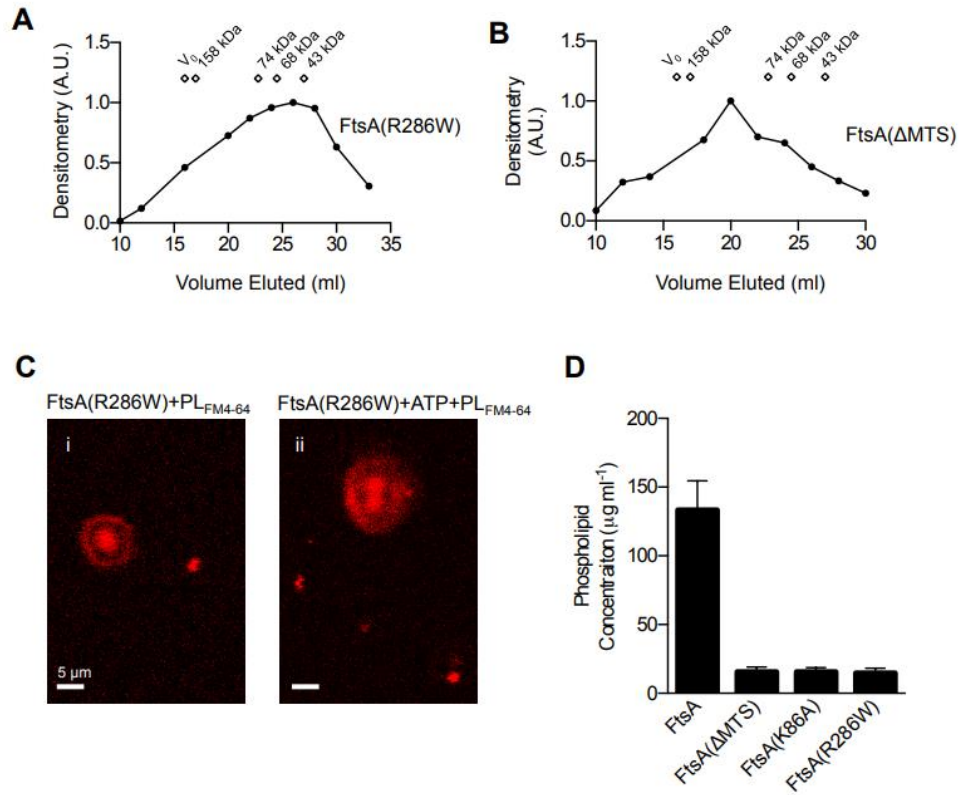 A
1.5
1.0
0.5
0.0
Densitometry (A.U.)
V0
158 kDa
74 kDa
68 kDa
43 kDa
FtsA(R286W)
10 15 20 25 30 35
Volume Eluted (ml)
B
1.5
1.0
0.5
0.0
Densitometry
(A.U.)
V0
158 kDa
74 kDa
68 kDa
43 kDa
FtsA(ΔMTS)
10 15 20 25 30
Volume Eluted (ml)
C
FtsA(R286W)+PLFM4-64
i
5 μm
FtsA(R286W)+ATP+PLFM4-64
ii
D
200
150
100
50
0
Phospholipid
Concentraiton (μg ml-1)
FtsA
FtsA(ΔMTS)
FtsA(K86A)
FtsA(R286W)